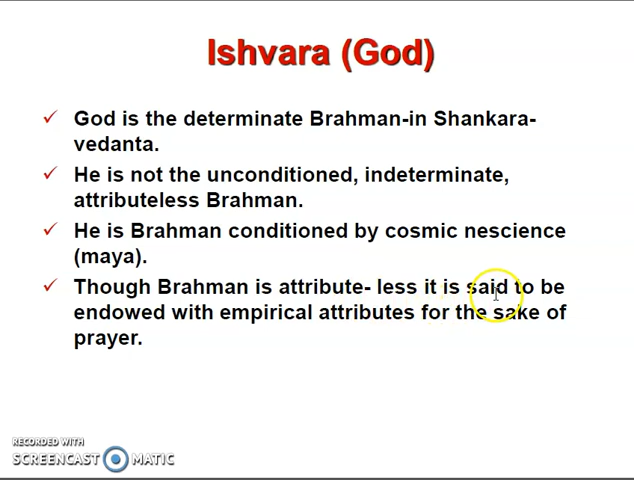 Ishvara (God)
God is the determinate Brahman-in Shankara-
vedanta.
He is not the unconditioned, indeterminate,
attributeless Brahman.
He is Brahman conditioned by cosmic nescience
(maya).
Though Brahman is attribute- less it is said to be
endowed with empirical attributes for the sake of
prayer.
RECORDED WITH
SCREENCAST MATIC